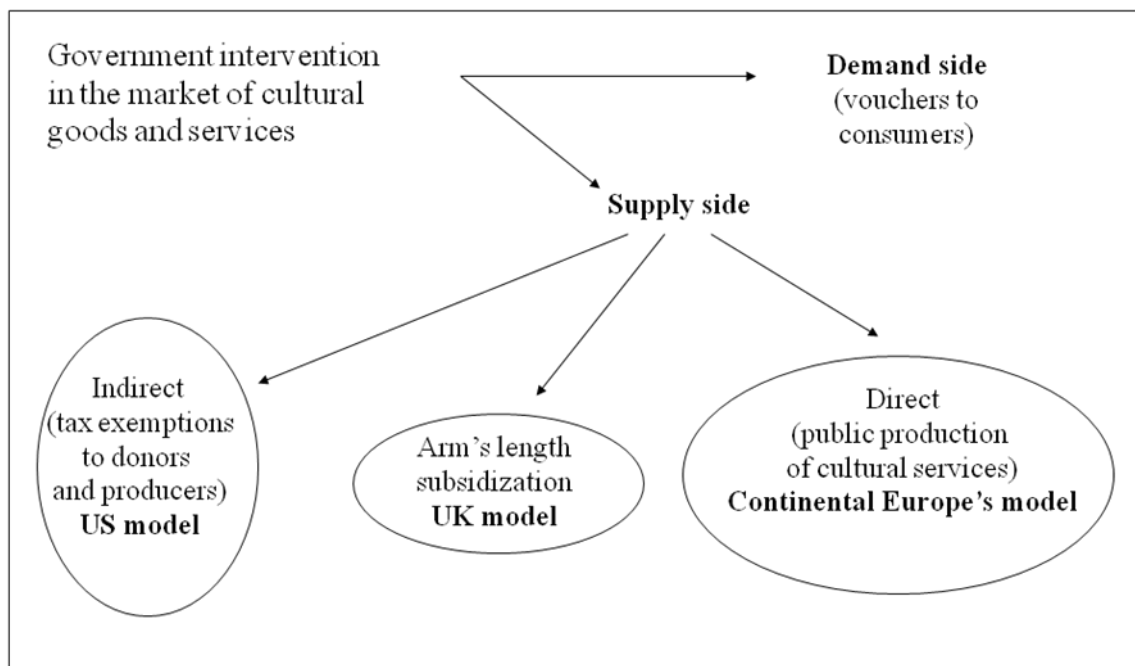 Government intervention
in the market of cultural
goods and services
Demand side
(vouchers to
consumers)
Supply side
Indirect
(tax exemptions
to donors
and producers)
US model
Arm’s length
subsidization
UK model
Direct
(public production
of cultural services)
Continental Europe’s model